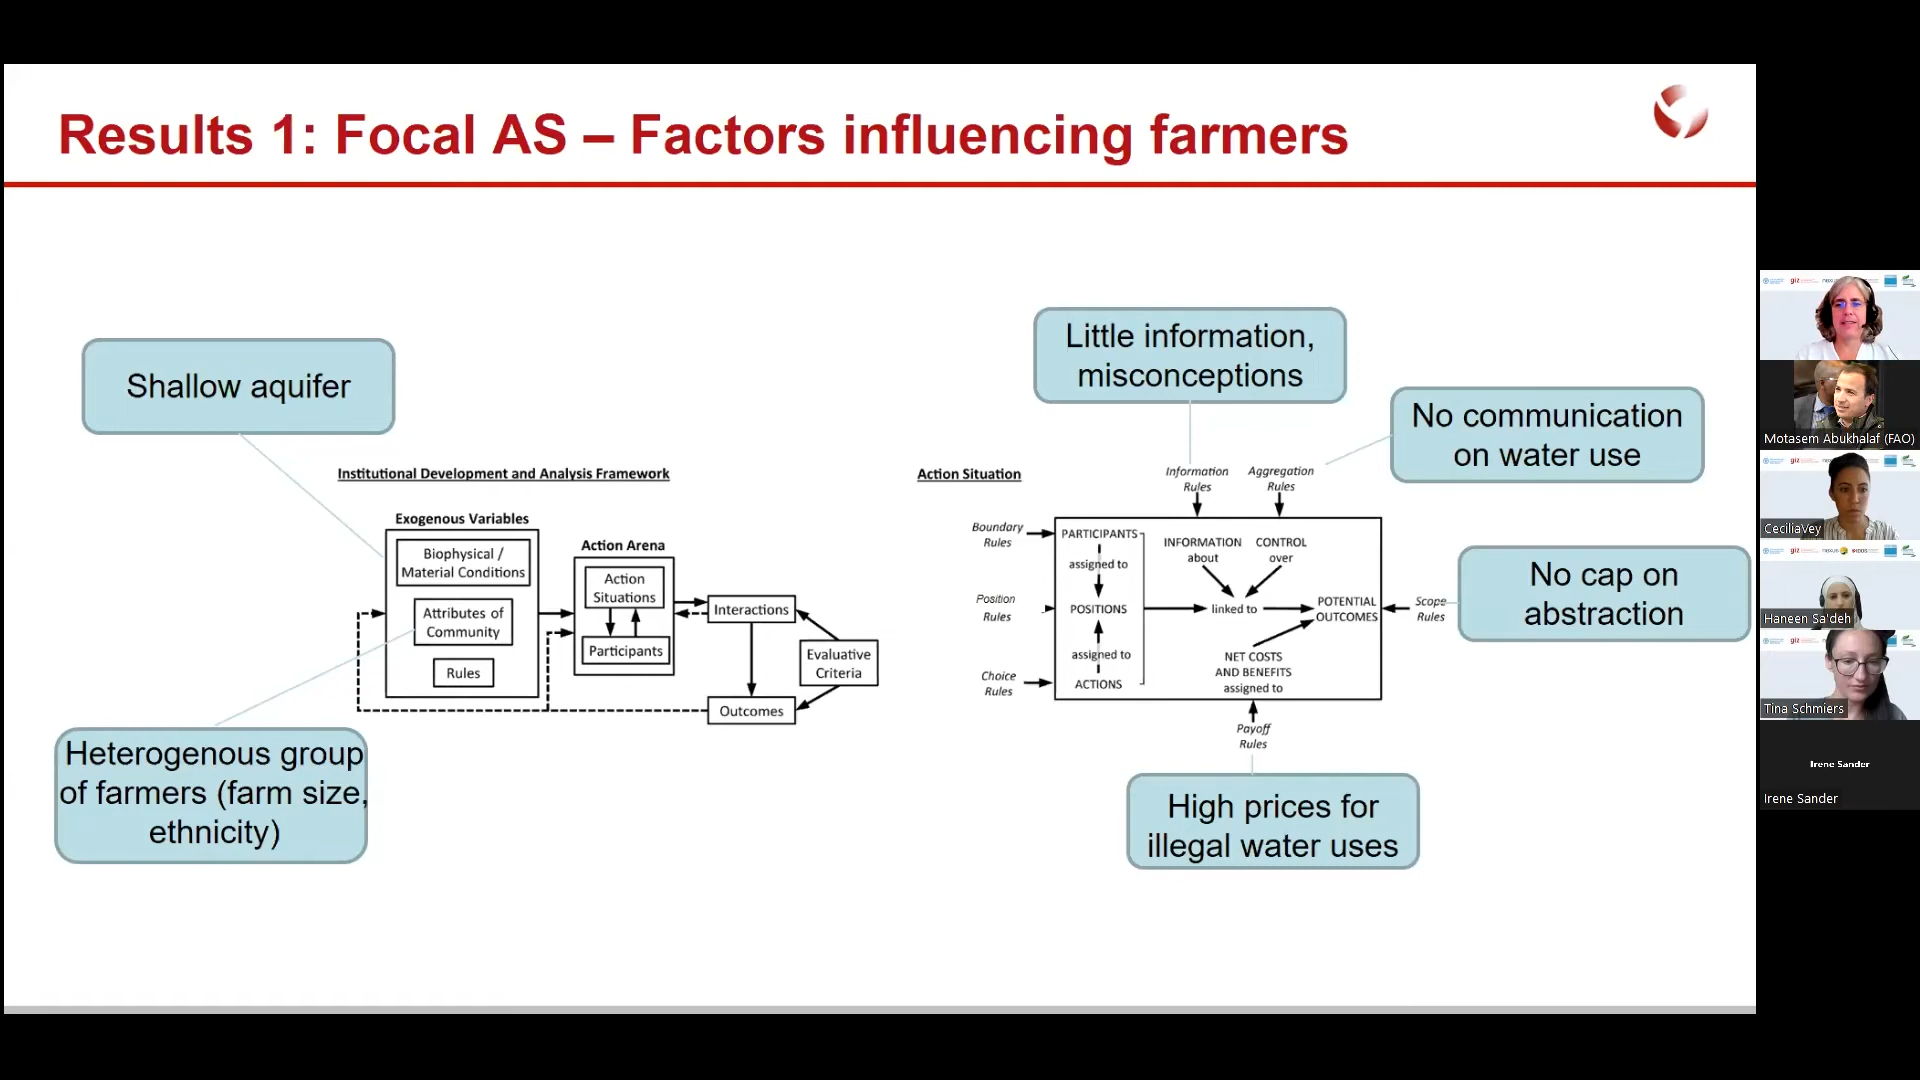 Results 1: Focal AS – Factors influencing farmers
Shallow aquifer
Little information,
misconceptions
No communication
on water use
No cap on
abstraction
High prices for
illegal water uses
Heterogenous group
of farmers (farm size,
ethnicity)
Institutional Development and Analysis Framework
Exogenous Variables
Biophysical /
Material Conditions
Attributes of
Community
Rules
Action Arena
Action
Situations
Participants
Interactions
Evaluative
Criteria
Outcomes
Action Situation
Information
Rules
Aggregation
Rules
Boundary
Rules
Position
Rules
Choice
Rules
PARTICIPANTS
assigned to
POSITIONS
assigned to
ACTIONS
INFORMATION
about
CONTROL
over
linked to
POTENTIAL
OUTCOMES
NET COSTS
AND BENEFITS
assigned to
Scope
Rules
Payoff
Rules
giz
Motasem Abukhalaf (FAO)
giz
CeciliaVey
giz
Haneen Sa'deh
giz
Tina Schmiers
Irene Sander
Irene Sander